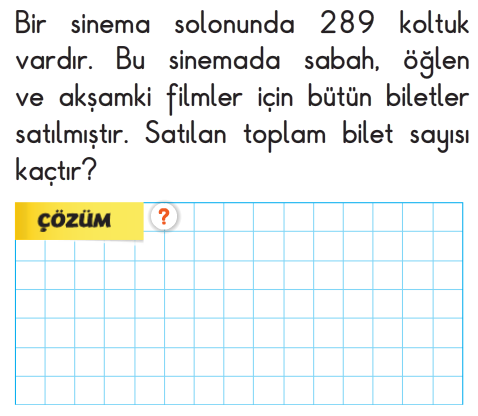 Bir sinema solonunda 289 koltuk
vardır. Bu sinemada sabah, öğlen
ve akşamki filmler için bütün biletler
satılmıştır. Satılan toplam bilet sayısı
kaçtır?
ÇÖZÜM ?